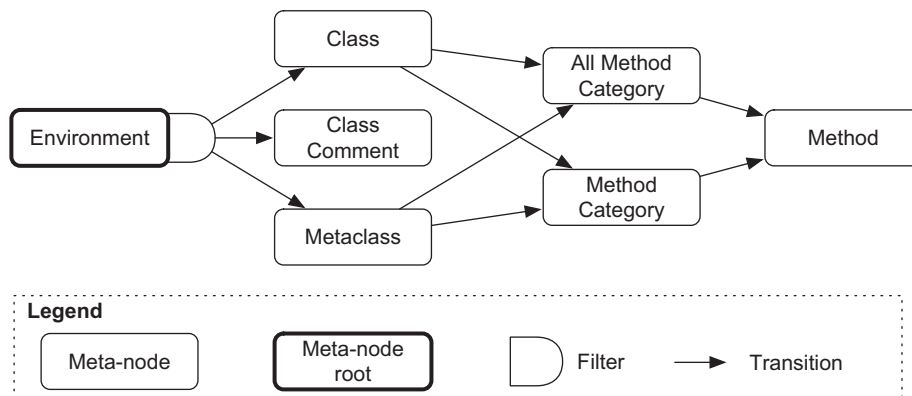 Class
All Method
Category
Environment
Class
Comment
Method
Method
Category
Metaclass
Legend
Meta-node
Meta-node
root
Filter
Transition